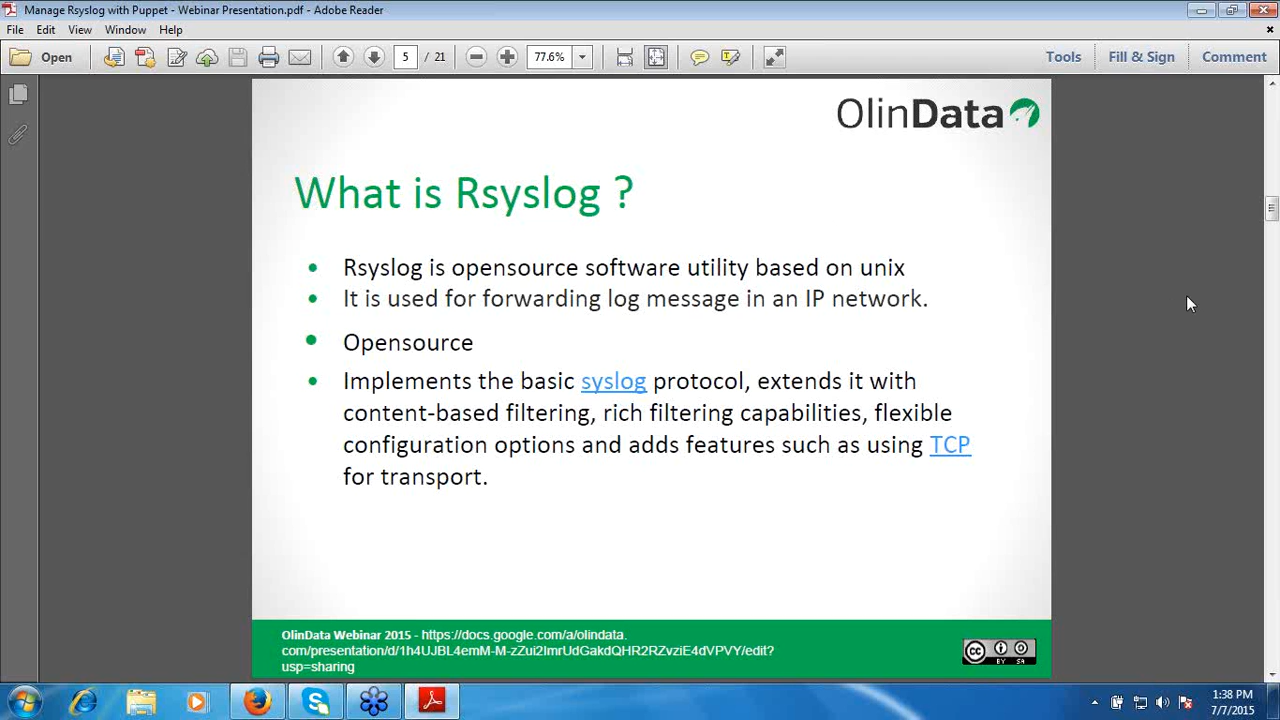 Manage Rsyslog with Puppet - Webinar Presentation.pdf - Adobe Reader
File Edit View Window Help
Open 5 / 21 77.6% Tools Fill & Sign Comment
OlinData
What is Rsyslog ?
• Rsyslog is opensource software utility based on unix
• It is used for forwarding log message in an IP network.
• Opensource
• Implements the basic syslog protocol, extends it with
content-based filtering, rich filtering capabilities, flexible
configuration options and adds features such as using TCP
for transport.
OlinData Webinar 2015 - https://docs.google.com/a/olindata.
com/presentation/d/1h4UJBL4emM-M-zZui2ImrUdGakdQHR2RZvziE4dVPVY/edit?
usp=sharing
cc BY SA
1:38 PM
7/7/2015